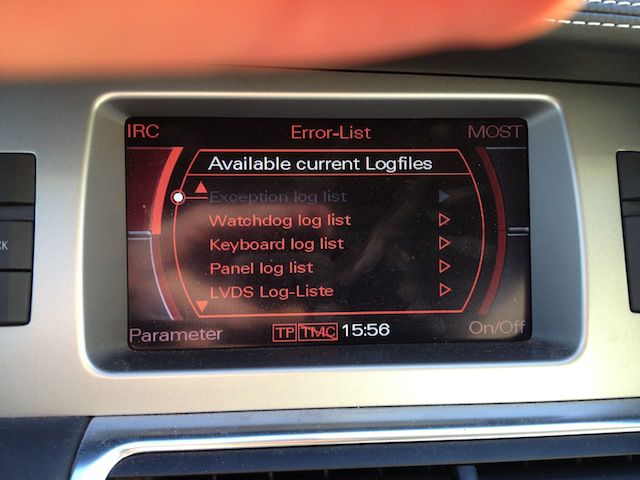 IRC Error-List MOST
Available current Logfiles
Exception log list
Watchdog log list
Keyboard log list
Panel log list
LVDS Log-Liste
Parameter TP TMC 15:56 On/Off